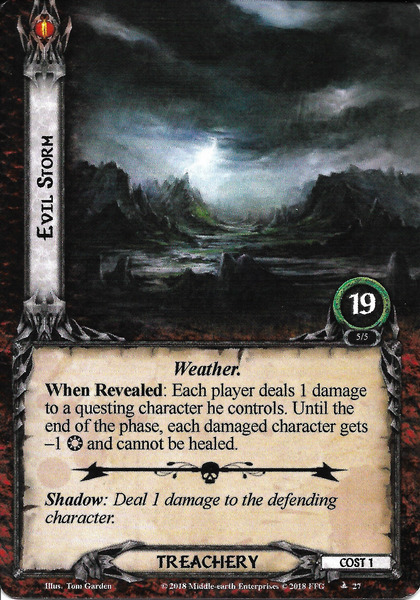 EVIL STORM
19
5/5
Weather.
When Revealed: Each player deals 1 damage
to a questing character he controls. Until the
end of the phase, each damaged character gets
–1 and cannot be healed.
Shadow: Deal 1 damage to the defending
character.
TREACHERY
COST 1
Illus. Tom Garden
© 2018 Middle-earth Enterprises © 2018 FFG
27